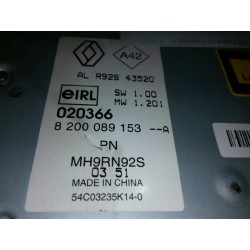 A42
AL R92S 43520
eIRL SW 1.00
MW 1.201
020366
8 200 089 153 --A
PN
MH9RN92S
03 51
MADE IN CHINA
54C03235K14-0